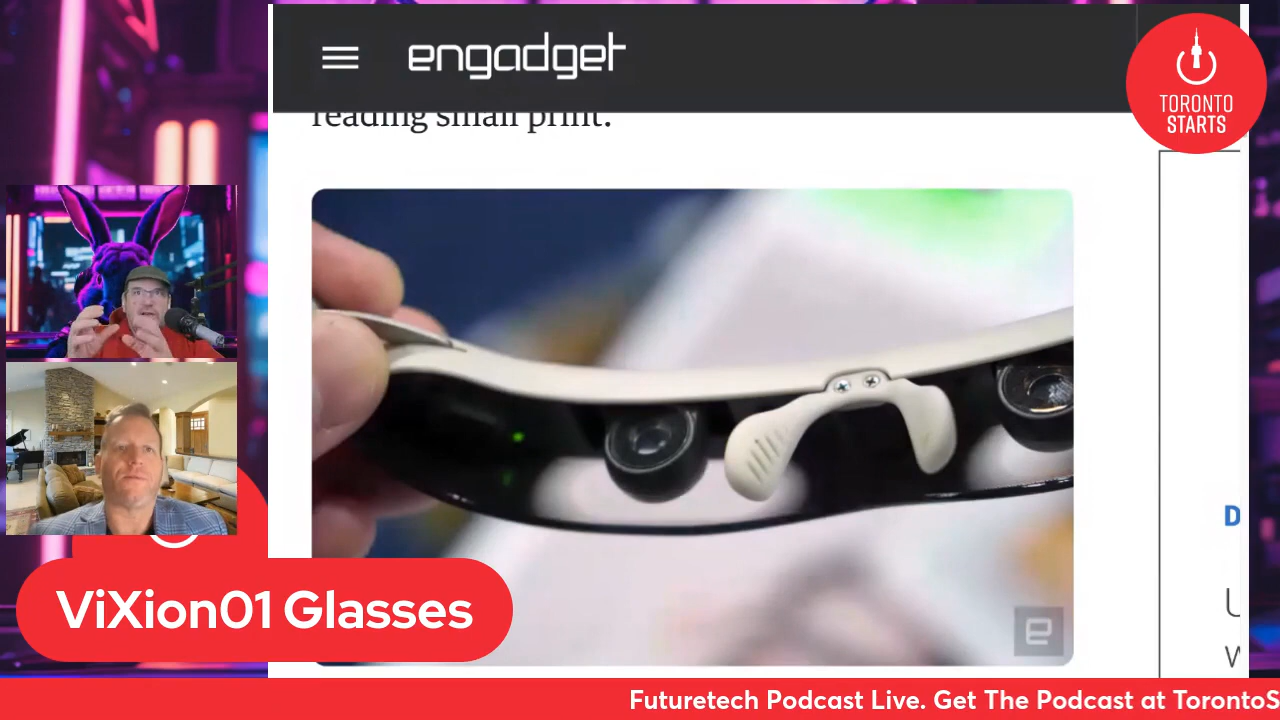 engadget
TORONTO
STARTS
reading small print.
D
U
W
e
ViXion01 Glasses
Futuretech Podcast Live. Get The Podcast at TorontoS